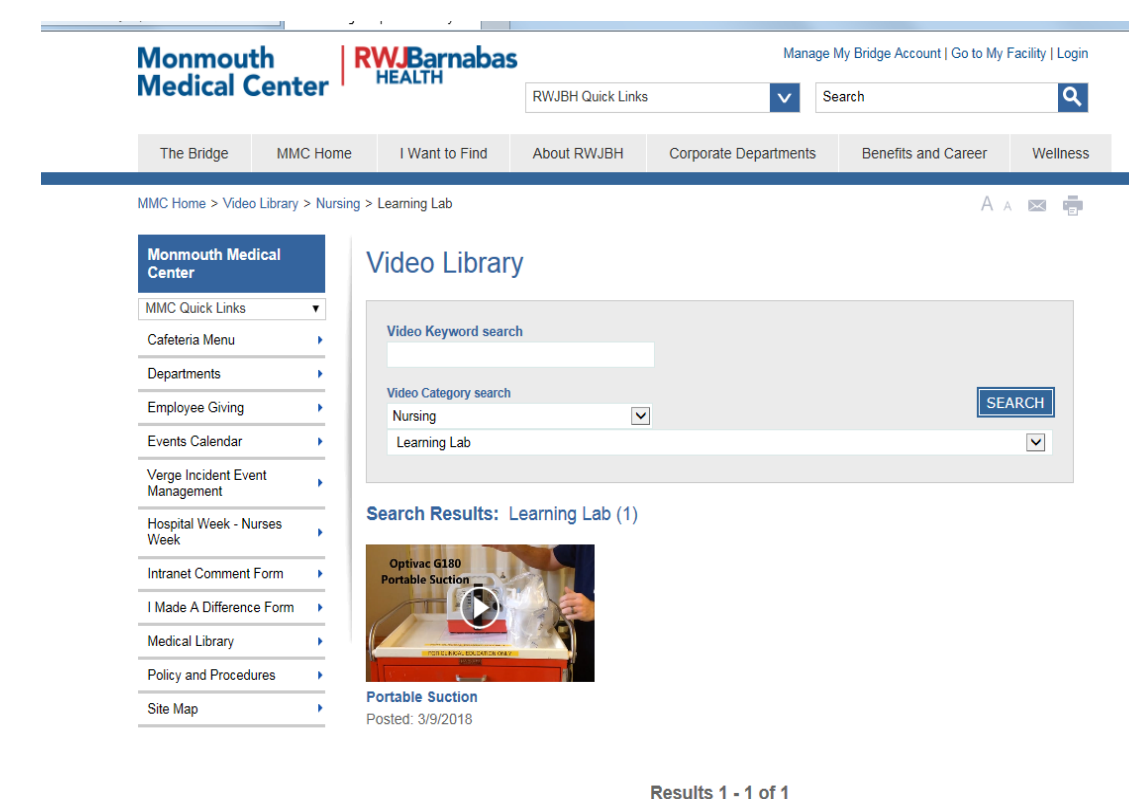 Monmouth
Medical Center
RWJBarnabas
HEALTH
Manage My Bridge Account | Go to My Facility | Login
RWJBH Quick Links
Search
The Bridge MMC Home I Want to Find About RWJBH Corporate Departments Benefits and Career Wellness
MMC Home > Video Library > Nursing > Learning Lab
A A
Monmouth Medical
Center
MMC Quick Links
Cafeteria Menu
Departments
Employee Giving
Events Calendar
Verge Incident Event
Management
Hospital Week - Nurses
Week
Intranet Comment Form
I Made A Difference Form
Medical Library
Policy and Procedures
Site Map
Video Library
Video Keyword search
Video Category search
Nursing
SEARCH
Learning Lab
Search Results: Learning Lab (1)
Optivac G180
Portable Suction
FOR CLINICAL EDUCATION ONLY
Portable Suction
Posted: 3/9/2018
Results 1 - 1 of 1